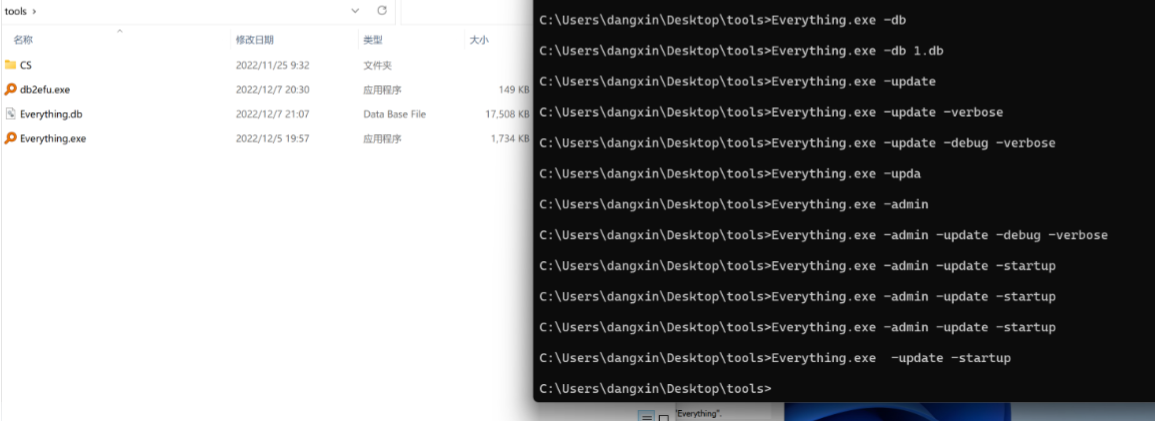 tools ›
名称 修改日期 类型 大小
CS 2022/11/25 9:32 文件夹
db2efu.exe 2022/12/7 20:30 应用程序 149 KB
Everything.db 2022/12/7 21:07 Data Base File 17,508 KB
Everything.exe 2022/12/5 19:57 应用程序 1,734 KB
C:\Users\dangxin\Desktop\tools>Everything.exe -db
C:\Users\dangxin\Desktop\tools>Everything.exe -db 1.db
C:\Users\dangxin\Desktop\tools>Everything.exe -update
C:\Users\dangxin\Desktop\tools>Everything.exe -update -verbose
C:\Users\dangxin\Desktop\tools>Everything.exe -update -debug -verbose
C:\Users\dangxin\Desktop\tools>Everything.exe -upda
C:\Users\dangxin\Desktop\tools>Everything.exe -admin
C:\Users\dangxin\Desktop\tools>Everything.exe -admin -update -debug -verbose
C:\Users\dangxin\Desktop\tools>Everything.exe -admin -update -startup
C:\Users\dangxin\Desktop\tools>Everything.exe -admin -update -startup
C:\Users\dangxin\Desktop\tools>Everything.exe -admin -update -startup
C:\Users\dangxin\Desktop\tools>Everything.exe  -update -startup
C:\Users\dangxin\Desktop\tools>
"Everything".